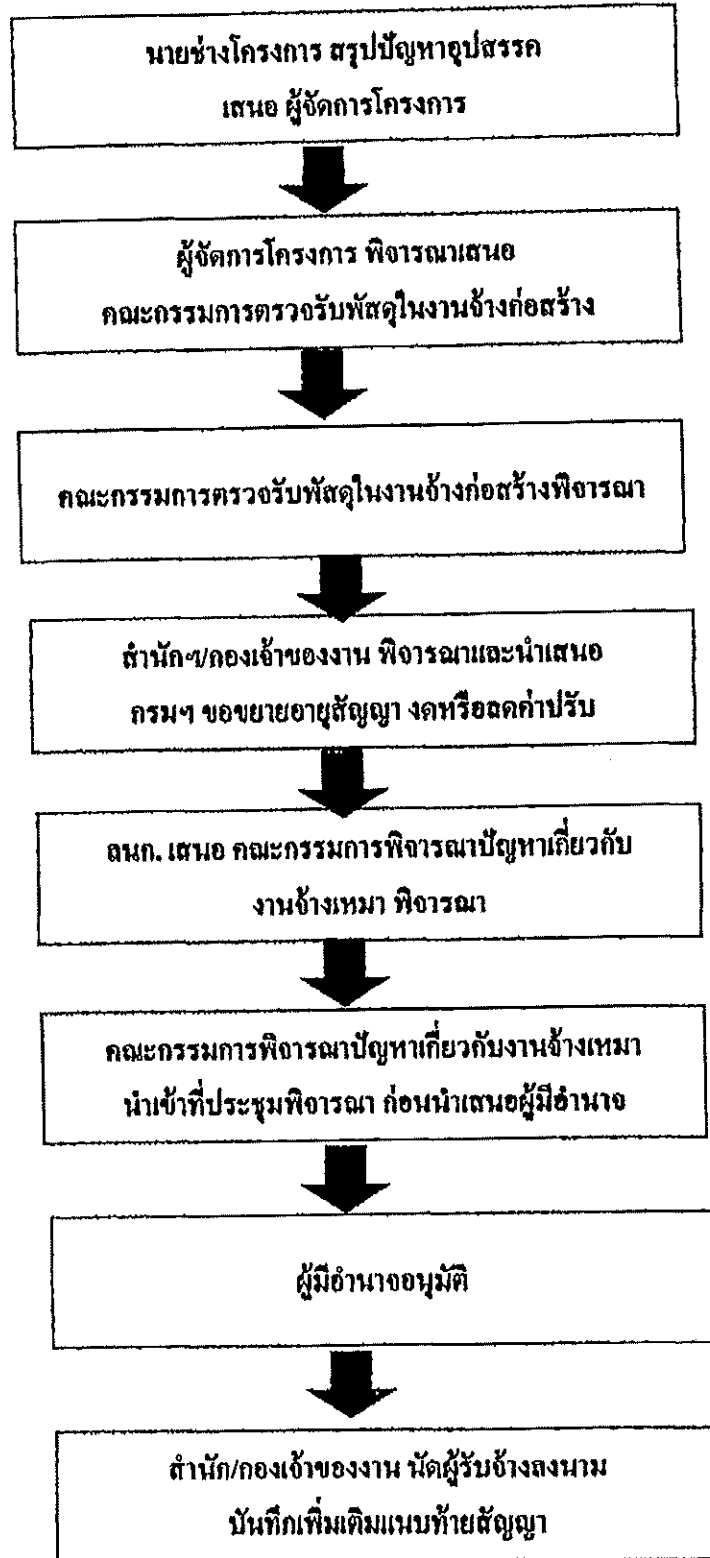 นายช่างโครงการ สรุปปัญหาอุปสรรค
เสนอ ผู้จัดการโครงการ
ผู้จัดการโครงการ พิจารณาเสนอ
คณะกรรมการตรวจรับพัสดุในงานจ้างก่อสร้าง
คณะกรรมการตรวจรับพัสดุในงานจ้างก่อสร้างพิจารณา
สำนักฯ/กองเจ้าของงาน พิจารณาและนำเสนอ
กรมฯ ขอขยายอายุสัญญา งดหรือลดค่าปรับ
ลนก. เสนอ คณะกรรมการพิจารณาปัญหาเกี่ยวกับ
งานจ้างเหมา พิจารณา
คณะกรรมการพิจารณาปัญหาเกี่ยวกับงานจ้างเหมา
นำเข้าที่ประชุมพิจารณา ก่อนนำเสนอผู้มีอำนาจ
ผู้มีอำนาจอนุมัติ
สำนัก/กองเจ้าของงาน นัดผู้รับจ้างลงนาม
บันทึกเพิ่มเติมแนบท้ายสัญญา